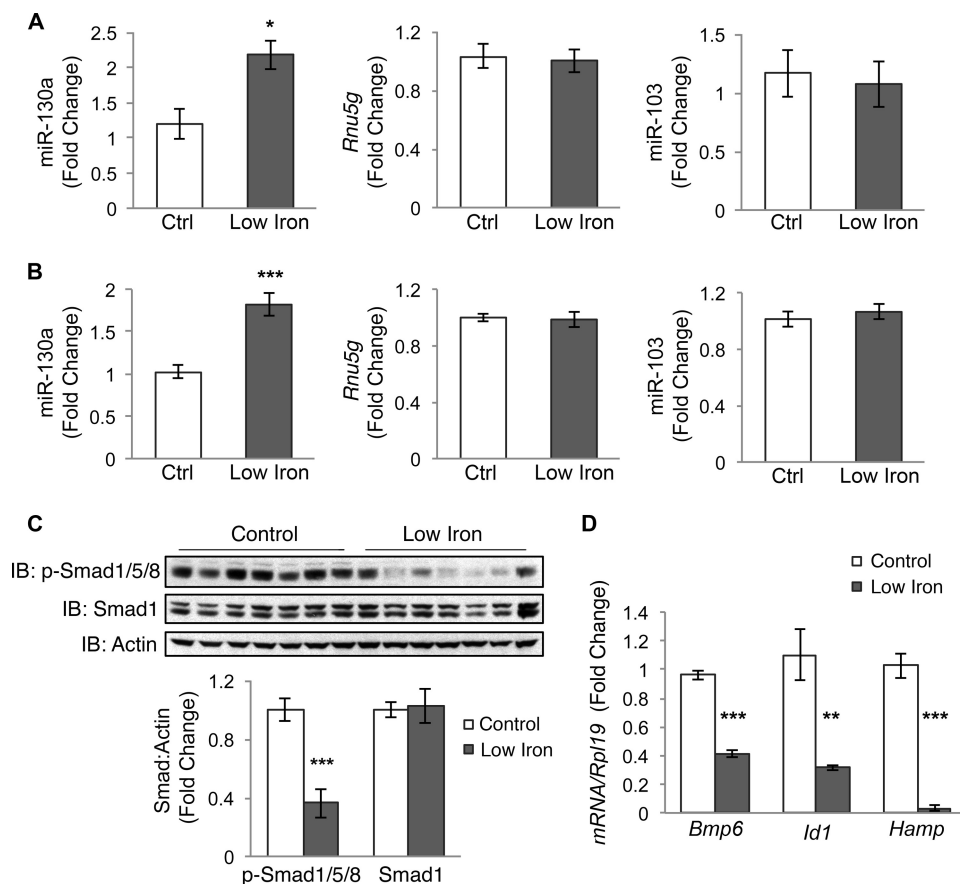 A
miR-130a
(Fold Change)
2.5
2
1.5
1
0.5
0
*
Ctrl
Low Iron
Rnu5g
(Fold Change)
1.2
0.8
0.4
0
Ctrl
Low Iron
miR-103
(Fold Change)
1.5
1
0.5
0
Ctrl
Low Iron
B
miR-130a
(Fold Change)
2
1.5
1
0.5
0
***
Ctrl
Low Iron
Rnu5g
(Fold Change)
1.2
0.8
0.4
0
Ctrl
Low Iron
miR-103
(Fold Change)
1.2
0.8
0.4
0
Ctrl
Low Iron
C
Control
Low Iron
IB: p-Smad1/5/8
IB: Smad1
IB: Actin
Smad:Actin
(Fold Change)
1.2
0.8
0.4
0
***
Control
Low Iron
p-Smad1/5/8
Smad1
D
Control
Low Iron
mRNA/Rpl19 (Fold Change)
1.4
1.2
1
0.8
0.6
0.4
0.2
0
***
**
***
Bmp6
Id1
Hamp